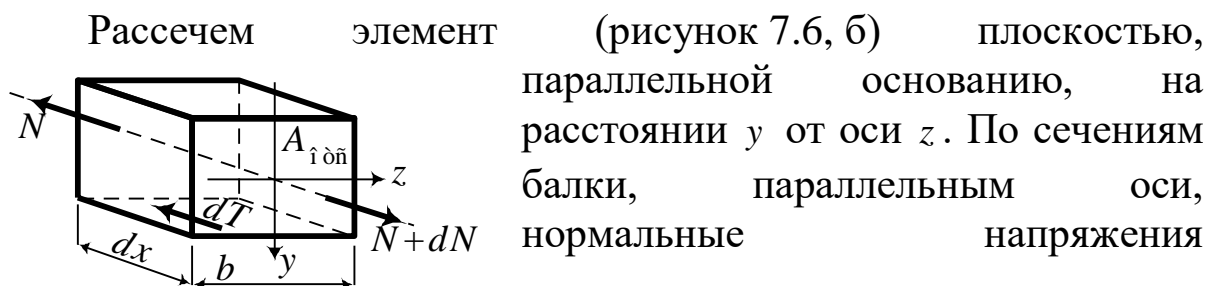 Рассечем элемент (рисунок 7.6, б) плоскостью,
параллельной основанию, на
расстоянии y от оси z. По сечениям
балки, параллельным оси,
нормальные напряжения
N
A î òñ
z
dT
N+dN
dx
b
y